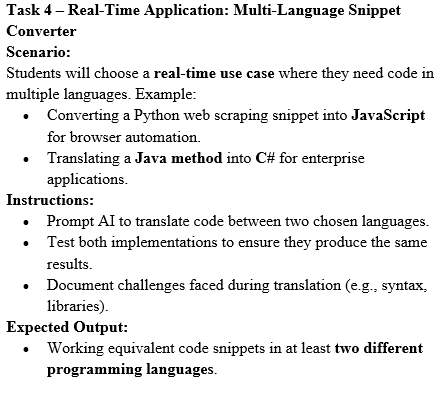 Task 4 – Real-Time Application: Multi-Language Snippet
Converter
Scenario:
Students will choose a real-time use case where they need code in
multiple languages. Example:
• Converting a Python web scraping snippet into JavaScript
for browser automation.
• Translating a Java method into C# for enterprise
applications.
Instructions:
• Prompt AI to translate code between two chosen languages.
• Test both implementations to ensure they produce the same
results.
• Document challenges faced during translation (e.g., syntax,
libraries).
Expected Output:
• Working equivalent code snippets in at least two different
programming languages.